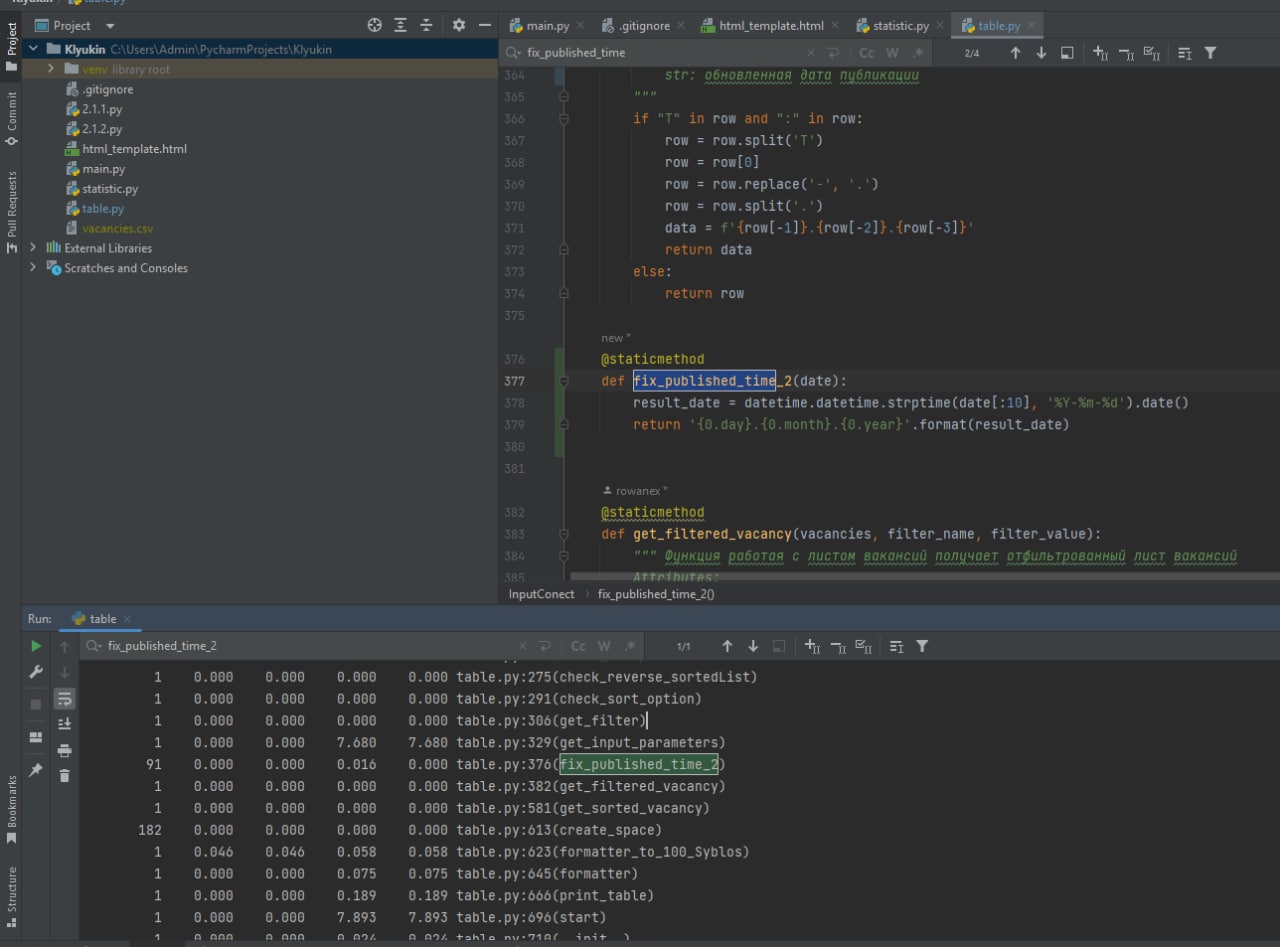 Klyukin table.py
Project
Klyukin C:\Users\Admin\PycharmProjects\Klyukin
venv library root
.gitignore
2.1.1.py
2.1.2.py
html_template.html
main.py
statistic.py
table.py
vacancies.csv
External Libraries
Scratches and Consoles
Project
Commit
Pull Requests
Bookmarks
Structure
main.py .gitignore html_template.html statistic.py table.py
fix_published_time Cc W .* 2/4
364 str: обновленная дата публикации
365 """
366 if "T" in row and ":" in row:
367 row = row.split('T')
368 row = row[0]
369 row = row.replace('-', '.')
370 row = row.split('.')
371 data = f'{row[-1]}.{row[-2]}.{row[-3]}'
372 return data
373 else:
374 return row
375
new *
376 @staticmethod
377 def fix_published_time_2(date):
378 result_date = datetime.datetime.strptime(date[:10], '%Y-%m-%d').date()
379 return '{0.day}.{0.month}.{0.year}'.format(result_date)
380
381
rowanex *
382 @staticmethod
383 def get_filtered_vacancy(vacancies, filter_name, filter_value):
384 """ Функция работая с листом вакансий получает отфильтрованный лист вакансий
385 Attributes:
InputConect fix_published_time_2()
Run: table
fix_published_time_2 Cc W .* 1/1
1 0.000 0.000 0.000 0.000 table.py:275(check_reverse_sortedList)
1 0.000 0.000 0.000 0.000 table.py:291(check_sort_option)
1 0.000 0.000 0.000 0.000 table.py:306(get_filter)
1 0.000 0.000 7.680 7.680 table.py:329(get_input_parameters)
91 0.000 0.000 0.016 0.000 table.py:376(fix_published_time_2)
1 0.000 0.000 0.000 0.000 table.py:382(get_filtered_vacancy)
1 0.000 0.000 0.000 0.000 table.py:581(get_sorted_vacancy)
182 0.000 0.000 0.000 0.000 table.py:613(create_space)
1 0.046 0.046 0.058 0.058 table.py:623(formatter_to_100_Syblos)
1 0.000 0.000 0.075 0.075 table.py:645(formatter)
1 0.000 0.000 0.189 0.189 table.py:666(print_table)
1 0.000 0.000 7.893 7.893 table.py:696(start)
1 0.000 0.000 0.024 0.024 table.py:710(__init__)